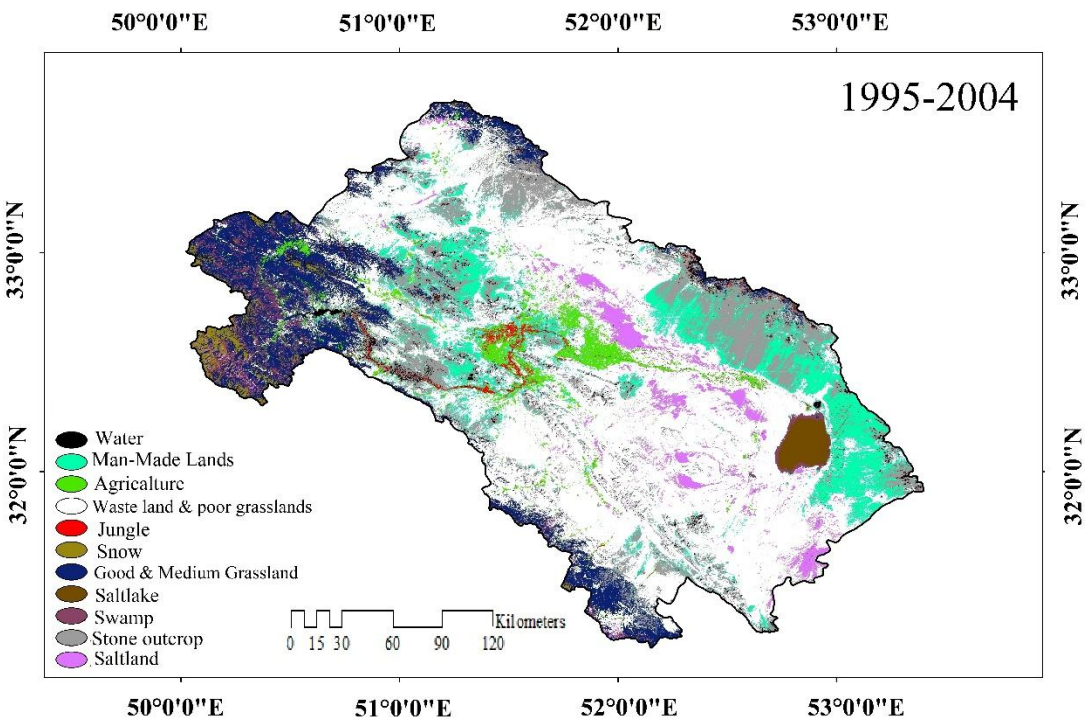 50°0'0"E 51°0'0"E 52°0'0"E 53°0'0"E
1995-2004
33°0'0"N 33°0'0"N
32°0'0"N 32°0'0"N
Water
Man-Made Lands
Agricalture
Waste land & poor grasslands
Jungle
Snow
Good & Medium Grassland
Saltlake
Swamp
Stone outcrop
Saltland
Kilometers
0 15 30 60 90 120
50°0'0"E 51°0'0"E 52°0'0"E 53°0'0"E